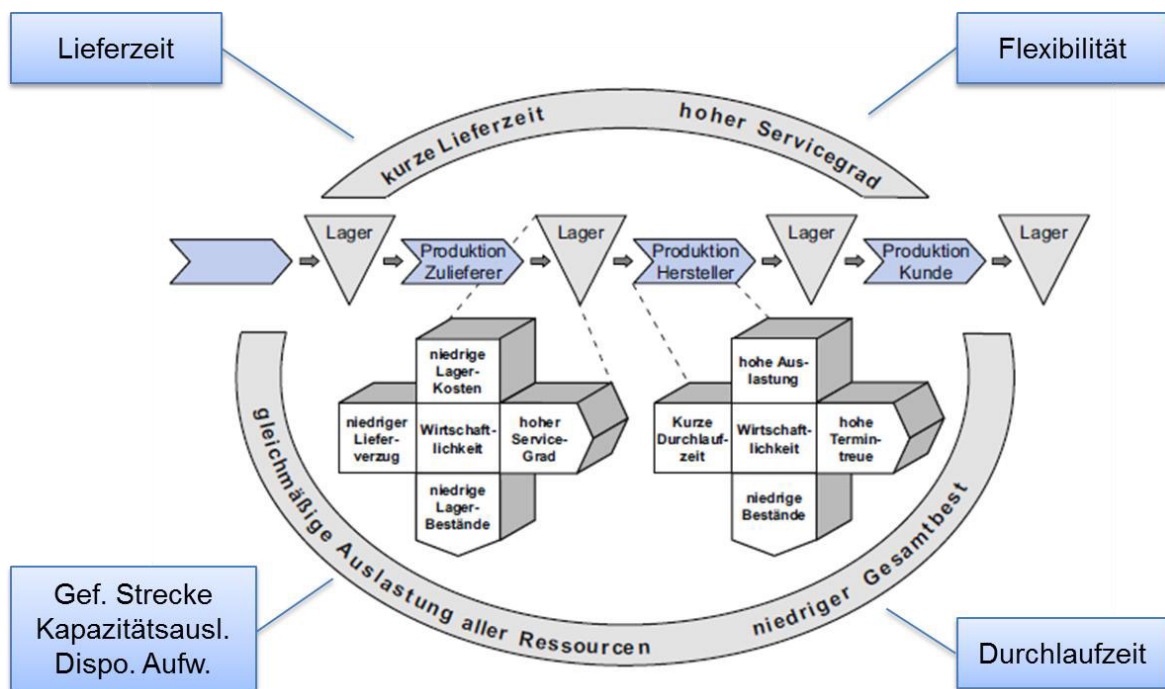 Lieferzeit
Flexibilität
kurze Lieferzeit
hoher Servicegrad
Lager
Produktion
Zulieferer
Lager
Produktion
Hersteller
Lager
Produktion
Kunde
Lager
niedrige
Lager-
Kosten
niedriger
Liefer-
verzug
Wirtschaft-
lichkeit
hoher
Service-
Grad
niedrige
Lager-
Bestände
hohe Aus-
lastung
Kurze
Durchlauf-
zeit
Wirtschaft-
lichkeit
hohe
Termin-
treue
niedrige
Bestände
gleichmäßige Auslastung aller Ressourcen
niedriger Gesamtbest
Gef. Strecke
Kapazitätsausl.
Dispo. Aufw.
Durchlaufzeit